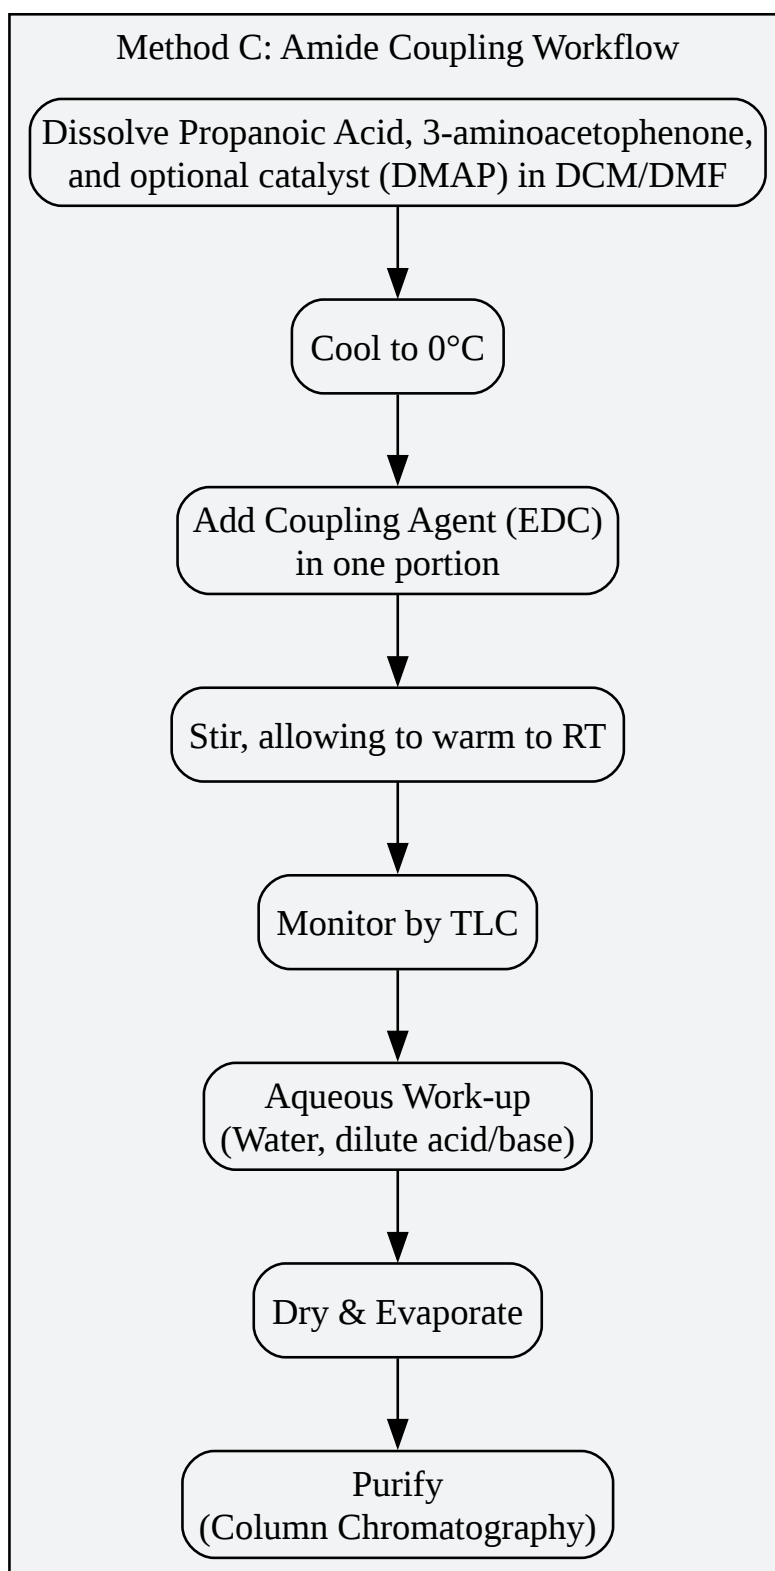 Method C: Amide Coupling Workflow
Dissolve Propanoic Acid, 3-aminoacetophenone,
and optional catalyst (DMAP) in DCM/DMF
Cool to 0°C
Add Coupling Agent (EDC)
in one portion
Stir, allowing to warm to RT
Monitor by TLC
Aqueous Work-up
(Water, dilute acid/base)
Dry & Evaporate
Purify
(Column Chromatography)